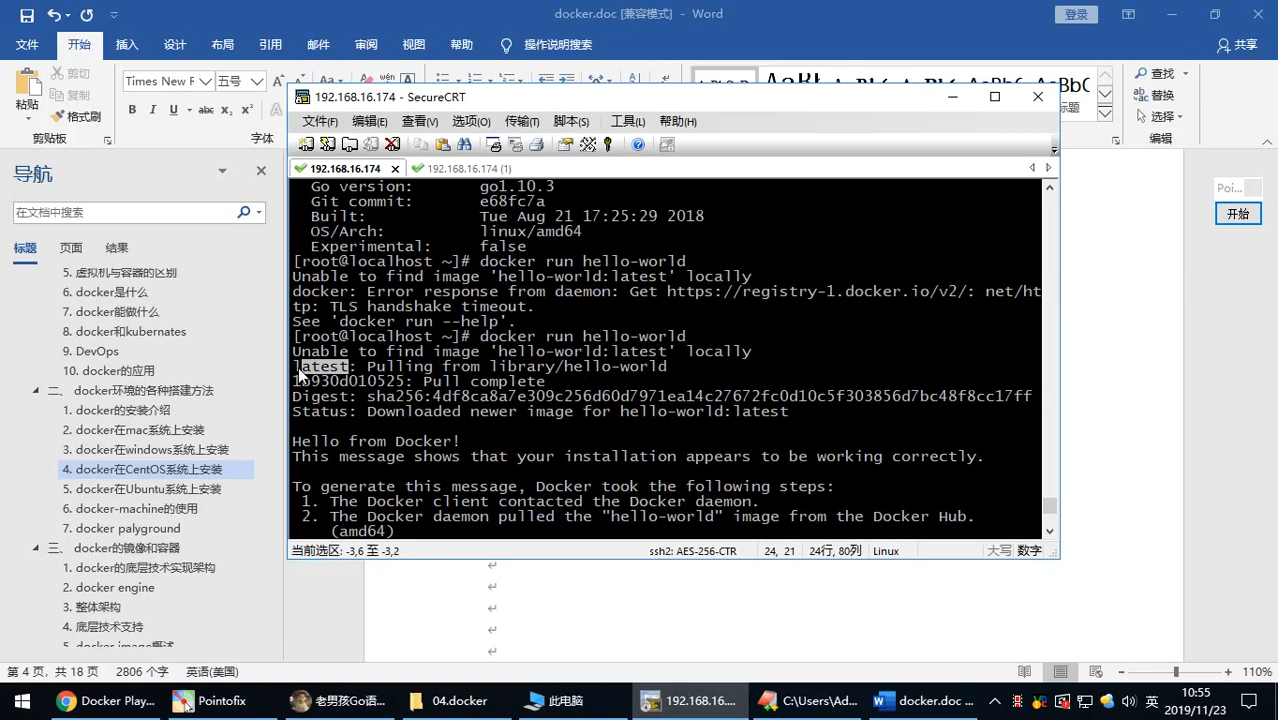 docker.doc [兼容模式] - Word
登录
文件 开始 插入 设计 布局 引用 邮件 审阅 视图 帮助 操作说明搜索 共享
粘贴
剪切
复制
格式刷
剪贴板
Times New F 五号
B I U abc x₂ x²
字体
标题
AaBbC
查找
替换
选择
编辑
192.168.16.174 - SecureCRT
文件(F) 编辑(E) 查看(V) 选项(O) 传输(T) 脚本(S) 工具(L) 帮助(H)
192.168.16.174 192.168.16.174 (1)
Go version: go1.10.3
Git commit: e68fc7a
Built: Tue Aug 21 17:25:29 2018
OS/Arch: linux/amd64
Experimental: false
[root@localhost ~]# docker run hello-world
Unable to find image 'hello-world:latest' locally
docker: Error response from daemon: Get https://registry-1.docker.io/v2/: net/ht
tp: TLS handshake timeout.
See 'docker run --help'.
[root@localhost ~]# docker run hello-world
Unable to find image 'hello-world:latest' locally
latest: Pulling from library/hello-world
1b930d010525: Pull complete
Digest: sha256:4df8ca8a7e309c256d60d7971ea14c27672fc0d10c5f303856d7bc48f8cc17ff
Status: Downloaded newer image for hello-world:latest
Hello from Docker!
This message shows that your installation appears to be working correctly.
To generate this message, Docker took the following steps:
1. The Docker client contacted the Docker daemon.
2. The Docker daemon pulled the "hello-world" image from the Docker Hub.
(amd64)
当前选区: -3,6 至 -3,2 ssh2: AES-256-CTR 24, 21 24行, 80列 Linux 大写 数字
导航
在文档中搜索
标题 页面 结果
5. 虚拟机与容器的区别
6. docker是什么
7. docker能做什么
8. docker和kubernetes
9. DevOps
10. docker的应用
二、 docker环境的各种搭建方法
1. docker的安装介绍
2. docker在mac系统上安装
3. docker在windows系统上安装
4. docker在CentOS系统上安装
5. docker在Ubuntu系统上安装
6. docker-machine的使用
7. docker palyground
三、 docker的镜像和容器
1. docker的底层技术实现架构
2. docker engine
3. 整体架构
4. 底层技术支持
5. docker image概述
Poi...
开始
第 4 页, 共 18 页 2806 个字 英语(美国) 110%
Docker Play... Pointofix 老男孩Go语... 04.docker 此电脑 192.168.16.... C:\Users\Ad... docker.doc ... 英
10:55
2019/11/23